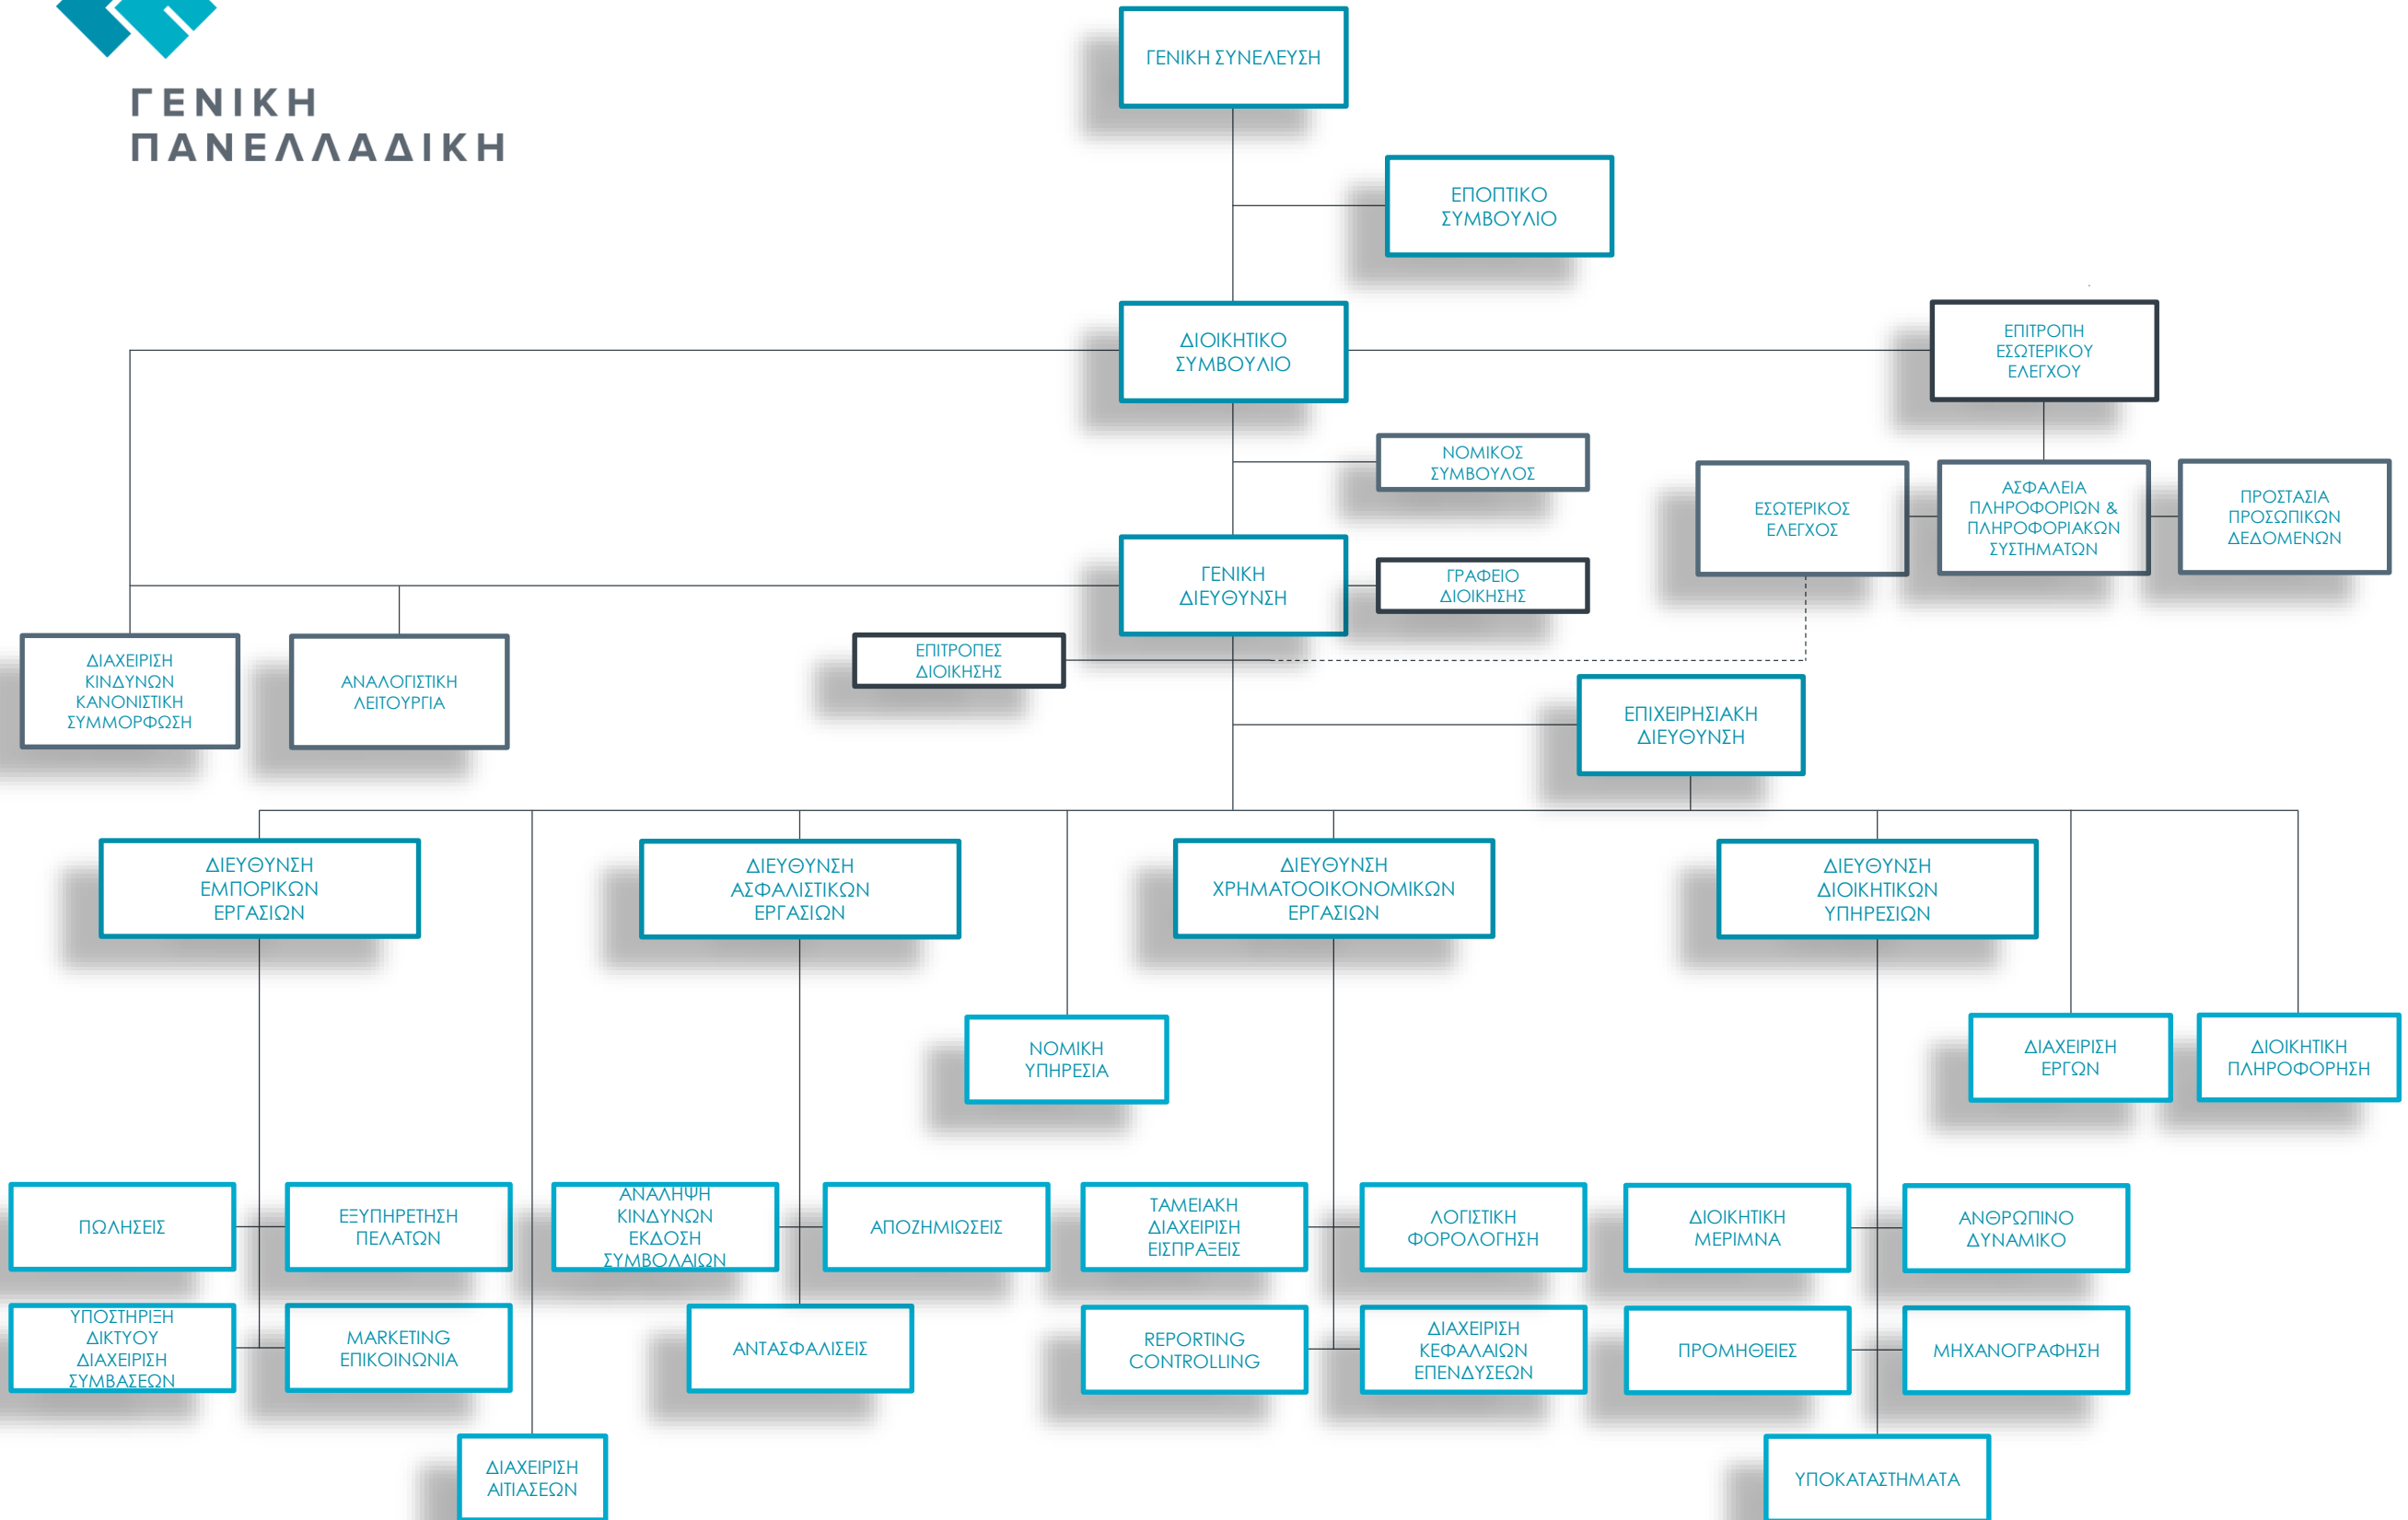 ΓΕΝΙΚΗ
ΠΑΝΕΛΛΑΔΙΚΗ
ΓΕΝΙΚΗ ΣΥΝΕΛΕΥΣΗ
ΕΠΟΠΤΙΚΟ
ΣΥΜΒΟΥΛΙΟ
ΔΙΟΙΚΗΤΙΚΟ
ΣΥΜΒΟΥΛΙΟ
ΕΠΙΤΡΟΠΗ
ΕΣΩΤΕΡΙΚΟΥ
ΕΛΕΓΧΟΥ
ΝΟΜΙΚΟΣ
ΣΥΜΒΟΥΛΟΣ
ΕΣΩΤΕΡΙΚΟΣ
ΕΛΕΓΧΟΣ
ΑΣΦΑΛΕΙΑ
ΠΛΗΡΟΦΟΡΙΩΝ &
ΠΛΗΡΟΦΟΡΙΑΚΩΝ
ΣΥΣΤΗΜΑΤΩΝ
ΠΡΟΣΤΑΣΙΑ
ΠΡΟΣΩΠΙΚΩΝ
ΔΕΔΟΜΕΝΩΝ
ΓΕΝΙΚΗ
ΔΙΕΥΘΥΝΣΗ
ΓΡΑΦΕΙΟ
ΔΙΟΙΚΗΣΗΣ
ΕΠΙΤΡΟΠΕΣ
ΔΙΟΙΚΗΣΗΣ
ΔΙΑΧΕΙΡΙΣΗ
ΚΙΝΔΥΝΩΝ
ΚΑΝΟΝΙΣΤΙΚΗ
ΣΥΜΜΟΡΦΩΣΗ
ΑΝΑΛΟΓΙΣΤΙΚΗ
ΛΕΙΤΟΥΡΓΙΑ
ΕΠΙΧΕΙΡΗΣΙΑΚΗ
ΔΙΕΥΘΥΝΣΗ
ΔΙΕΥΘΥΝΣΗ
ΕΜΠΟΡΙΚΩΝ
ΕΡΓΑΣΙΩΝ
ΔΙΕΥΘΥΝΣΗ
ΑΣΦΑΛΙΣΤΙΚΩΝ
ΕΡΓΑΣΙΩΝ
ΔΙΕΥΘΥΝΣΗ
ΧΡΗΜΑΤΟΟΙΚΟΝΟΜΙΚΩΝ
ΕΡΓΑΣΙΩΝ
ΔΙΕΥΘΥΝΣΗ
ΔΙΟΙΚΗΤΙΚΩΝ
ΥΠΗΡΕΣΙΩΝ
ΝΟΜΙΚΗ
ΥΠΗΡΕΣΙΑ
ΔΙΑΧΕΙΡΙΣΗ
ΕΡΓΩΝ
ΔΙΟΙΚΗΤΙΚΗ
ΠΛΗΡΟΦΟΡΗΣΗ
ΠΩΛΗΣΕΙΣ
ΕΞΥΠΗΡΕΤΗΣΗ
ΠΕΛΑΤΩΝ
ΑΝΑΛΗΨΗ
ΚΙΝΔΥΝΩΝ
ΕΚΔΟΣΗ
ΣΥΜΒΟΛΑΙΩΝ
ΑΠΟΖΗΜΙΩΣΕΙΣ
ΤΑΜΕΙΑΚΗ
ΔΙΑΧΕΙΡΙΣΗ
ΕΙΣΠΡΑΞΕΙΣ
ΛΟΓΙΣΤΙΚΗ
ΦΟΡΟΛΟΓΗΣΗ
ΔΙΟΙΚΗΤΙΚΗ
ΜΕΡΙΜΝΑ
ΑΝΘΡΩΠΙΝΟ
ΔΥΝΑΜΙΚΟ
ΥΠΟΣΤΗΡΙΞΗ
ΔΙΚΤΥΟΥ
ΔΙΑΧΕΙΡΙΣΗ
ΣΥΜΒΑΣΕΩΝ
MARKETING
ΕΠΙΚΟΙΝΩΝΙΑ
ΑΝΤΑΣΦΑΛΙΣΕΙΣ
REPORTING
CONTROLLING
ΔΙΑΧΕΙΡΙΣΗ
ΚΕΦΑΛΑΙΩΝ
ΕΠΕΝΔΥΣΕΩΝ
ΠΡΟΜΗΘΕΙΕΣ
ΜΗΧΑΝΟΓΡΑΦΗΣΗ
ΔΙΑΧΕΙΡΙΣΗ
ΑΙΤΙΑΣΕΩΝ
ΥΠΟΚΑΤΑΣΤΗΜΑΤΑ